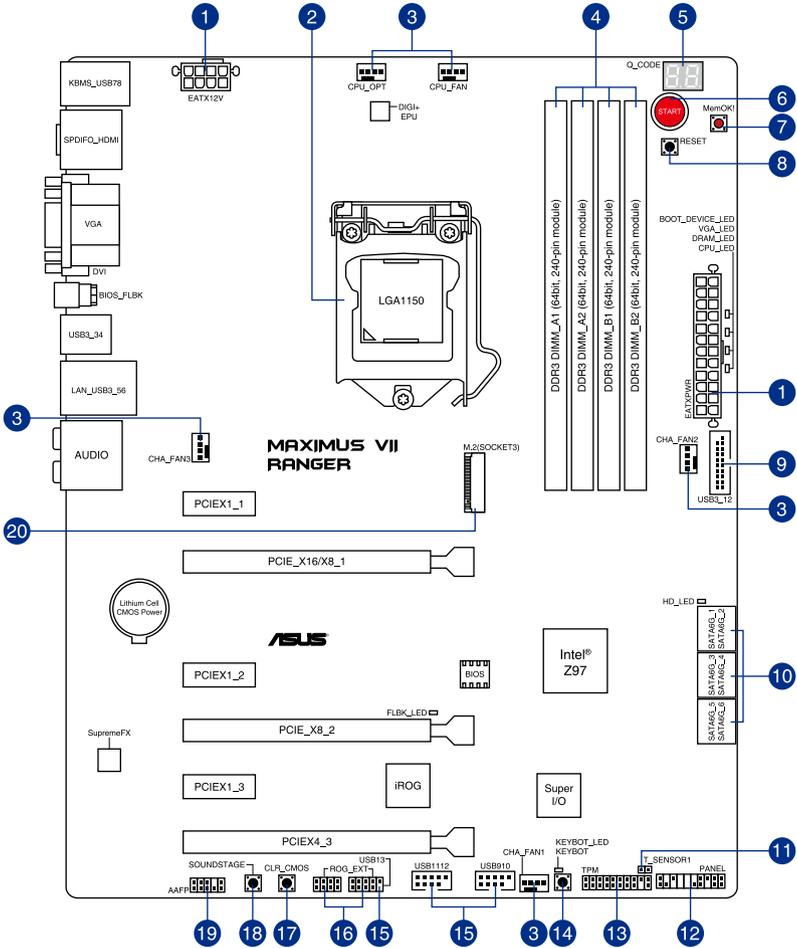 1
2
3
4
5
Q_CODE
88
KBMS_USB78
EATX12V
CPU_OPT
CPU_FAN
6
START
MemOK!
7
DIGI+
EPU
SPDIFO_HDMI
RESET
8
VGA
BOOT_DEVICE_LED
VGA_LED
DRAM_LED
CPU_LED
DVI
BIOS_FLBK
2
LGA1150
DDR3 DIMM_A1 (64bit, 240-pin module)
DDR3 DIMM_A2 (64bit, 240-pin module)
DDR3 DIMM_B1 (64bit, 240-pin module)
DDR3 DIMM_B2 (64bit, 240-pin module)
USB3_34
LAN_USB3_56
EATXPWR
1
3
CHA_FAN3
AUDIO
MAXIMUS VII
RANGER
M.2(SOCKET3)
CHA_FAN2
9
USB3_12
3
PCIEX1_1
20
PCIE_X16/X8_1
Lithium Cell
CMOS Power
HD_LED
SATA6G_1
SATA6G_2
ASUS
Intel®
Z97
PCIEX1_2
BIOS
SATA6G_3
SATA6G_4
10
SATA6G_5
SATA6G_6
FLBK_LED
PCIE_X8_2
SupremeFX
PCIEX1_3
iROG
Super
I/O
PCIEX4_3
11
SOUNDSTAGE
CLR_CMOS
ROG_EXT
USB13
USB1112
USB910
CHA_FAN1
KEYBOT_LED
KEYBOT
TPM
T_SENSOR1
PANEL
AAFP
19
18
17
16
15
15
3
14
13
12